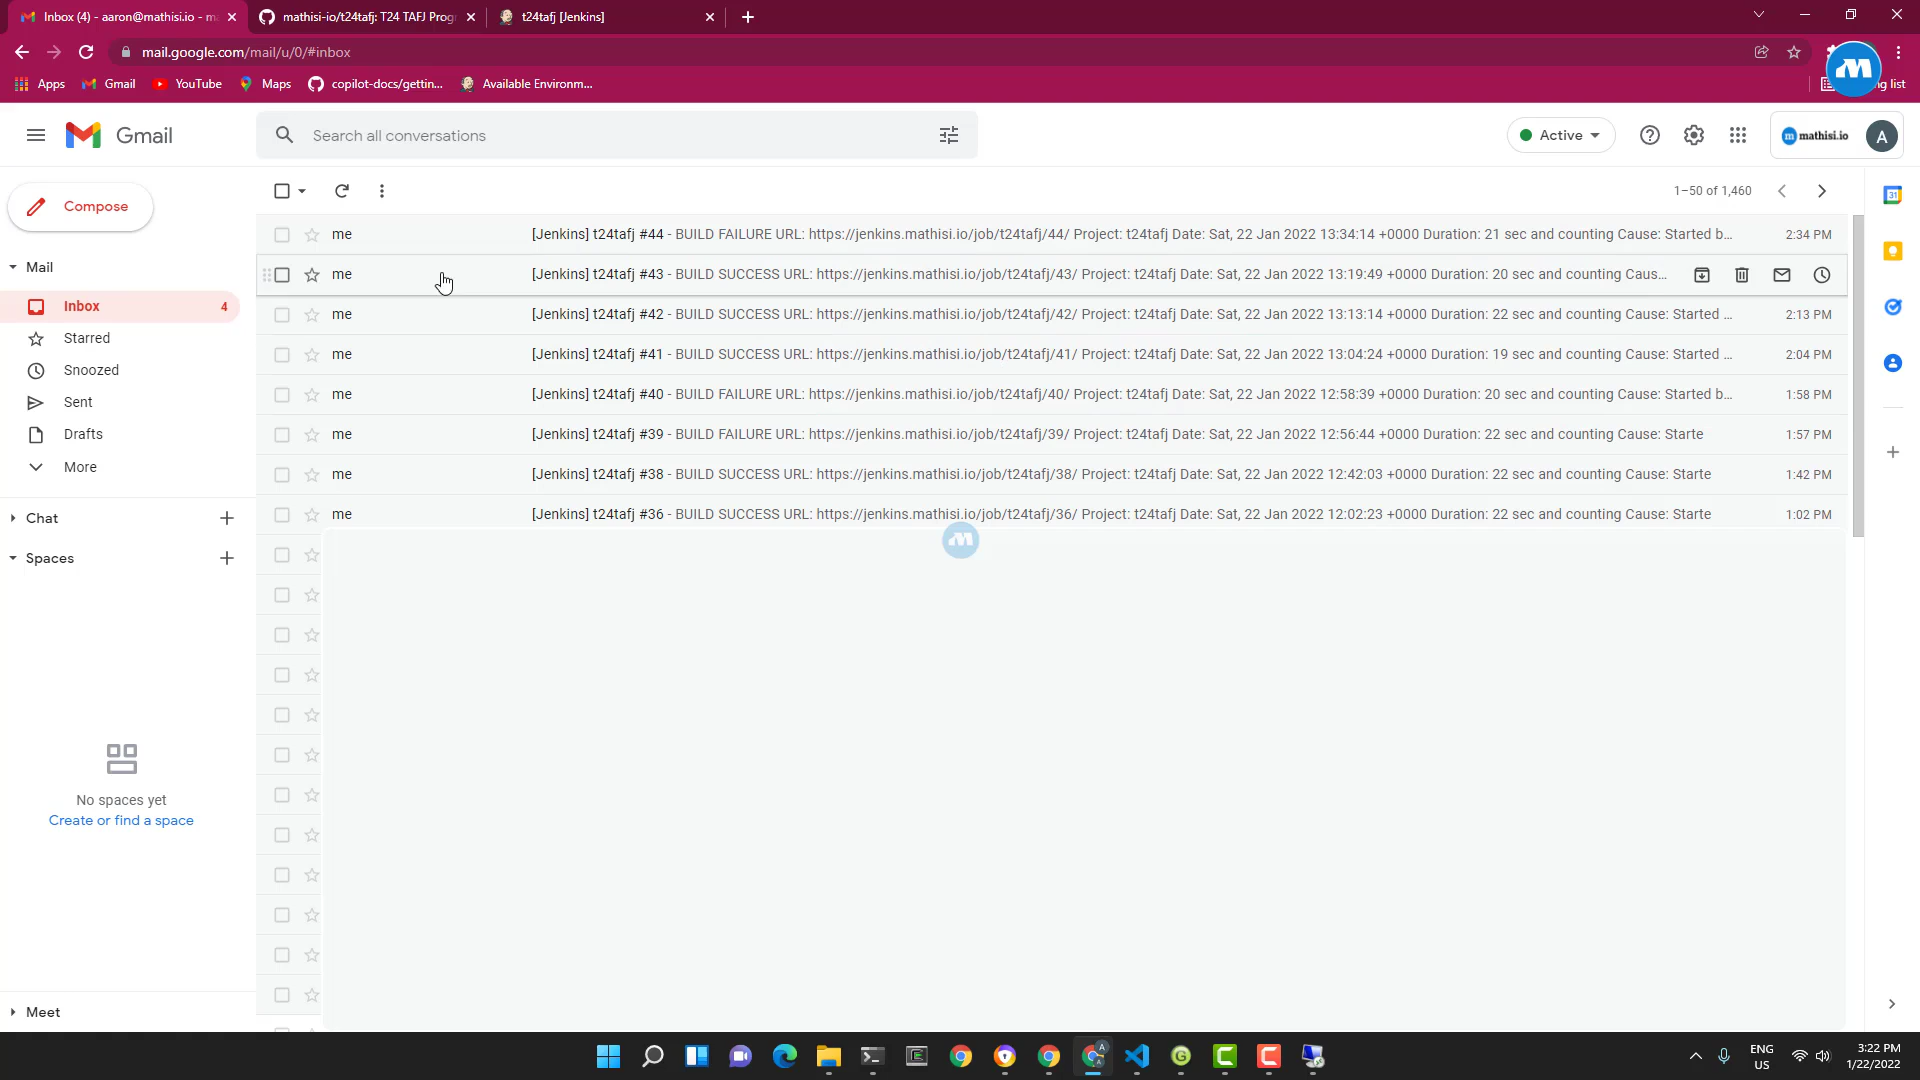 Inbox (4) - aaron@mathisi.io - m
mathisi-io/t24tafj: T24 TAFJ Prog
t24tafj [Jenkins]
mail.google.com/mail/u/0/#inbox
Apps
Gmail
YouTube
Maps
copilot-docs/gettin...
Available Environm...
ng list
Gmail
Search all conversations
Active
mathisi.io
A
Compose
1–50 of 1,460
Mail
Inbox
4
Starred
Snoozed
Sent
Drafts
More
Chat
Spaces
No spaces yet
Create or find a space
Meet
me [Jenkins] t24tafj #44 - BUILD FAILURE URL: https://jenkins.mathisi.io/job/t24tafj/44/ Project: t24tafj Date: Sat, 22 Jan 2022 13:34:14 +0000 Duration: 21 sec and counting Cause: Started b... 2:34 PM
me [Jenkins] t24tafj #43 - BUILD SUCCESS URL: https://jenkins.mathisi.io/job/t24tafj/43/ Project: t24tafj Date: Sat, 22 Jan 2022 13:19:49 +0000 Duration: 20 sec and counting Caus...
me [Jenkins] t24tafj #42 - BUILD SUCCESS URL: https://jenkins.mathisi.io/job/t24tafj/42/ Project: t24tafj Date: Sat, 22 Jan 2022 13:13:14 +0000 Duration: 22 sec and counting Cause: Started ... 2:13 PM
me [Jenkins] t24tafj #41 - BUILD SUCCESS URL: https://jenkins.mathisi.io/job/t24tafj/41/ Project: t24tafj Date: Sat, 22 Jan 2022 13:04:24 +0000 Duration: 19 sec and counting Cause: Started ... 2:04 PM
me [Jenkins] t24tafj #40 - BUILD FAILURE URL: https://jenkins.mathisi.io/job/t24tafj/40/ Project: t24tafj Date: Sat, 22 Jan 2022 12:58:39 +0000 Duration: 20 sec and counting Cause: Started b... 1:58 PM
me [Jenkins] t24tafj #39 - BUILD FAILURE URL: https://jenkins.mathisi.io/job/t24tafj/39/ Project: t24tafj Date: Sat, 22 Jan 2022 12:56:44 +0000 Duration: 22 sec and counting Cause: Starte 1:57 PM
me [Jenkins] t24tafj #38 - BUILD SUCCESS URL: https://jenkins.mathisi.io/job/t24tafj/38/ Project: t24tafj Date: Sat, 22 Jan 2022 12:42:03 +0000 Duration: 22 sec and counting Cause: Starte 1:42 PM
me [Jenkins] t24tafj #36 - BUILD SUCCESS URL: https://jenkins.mathisi.io/job/t24tafj/36/ Project: t24tafj Date: Sat, 22 Jan 2022 12:02:23 +0000 Duration: 22 sec and counting Cause: Starte 1:02 PM
31
ENG
US
3:22 PM
1/22/2022